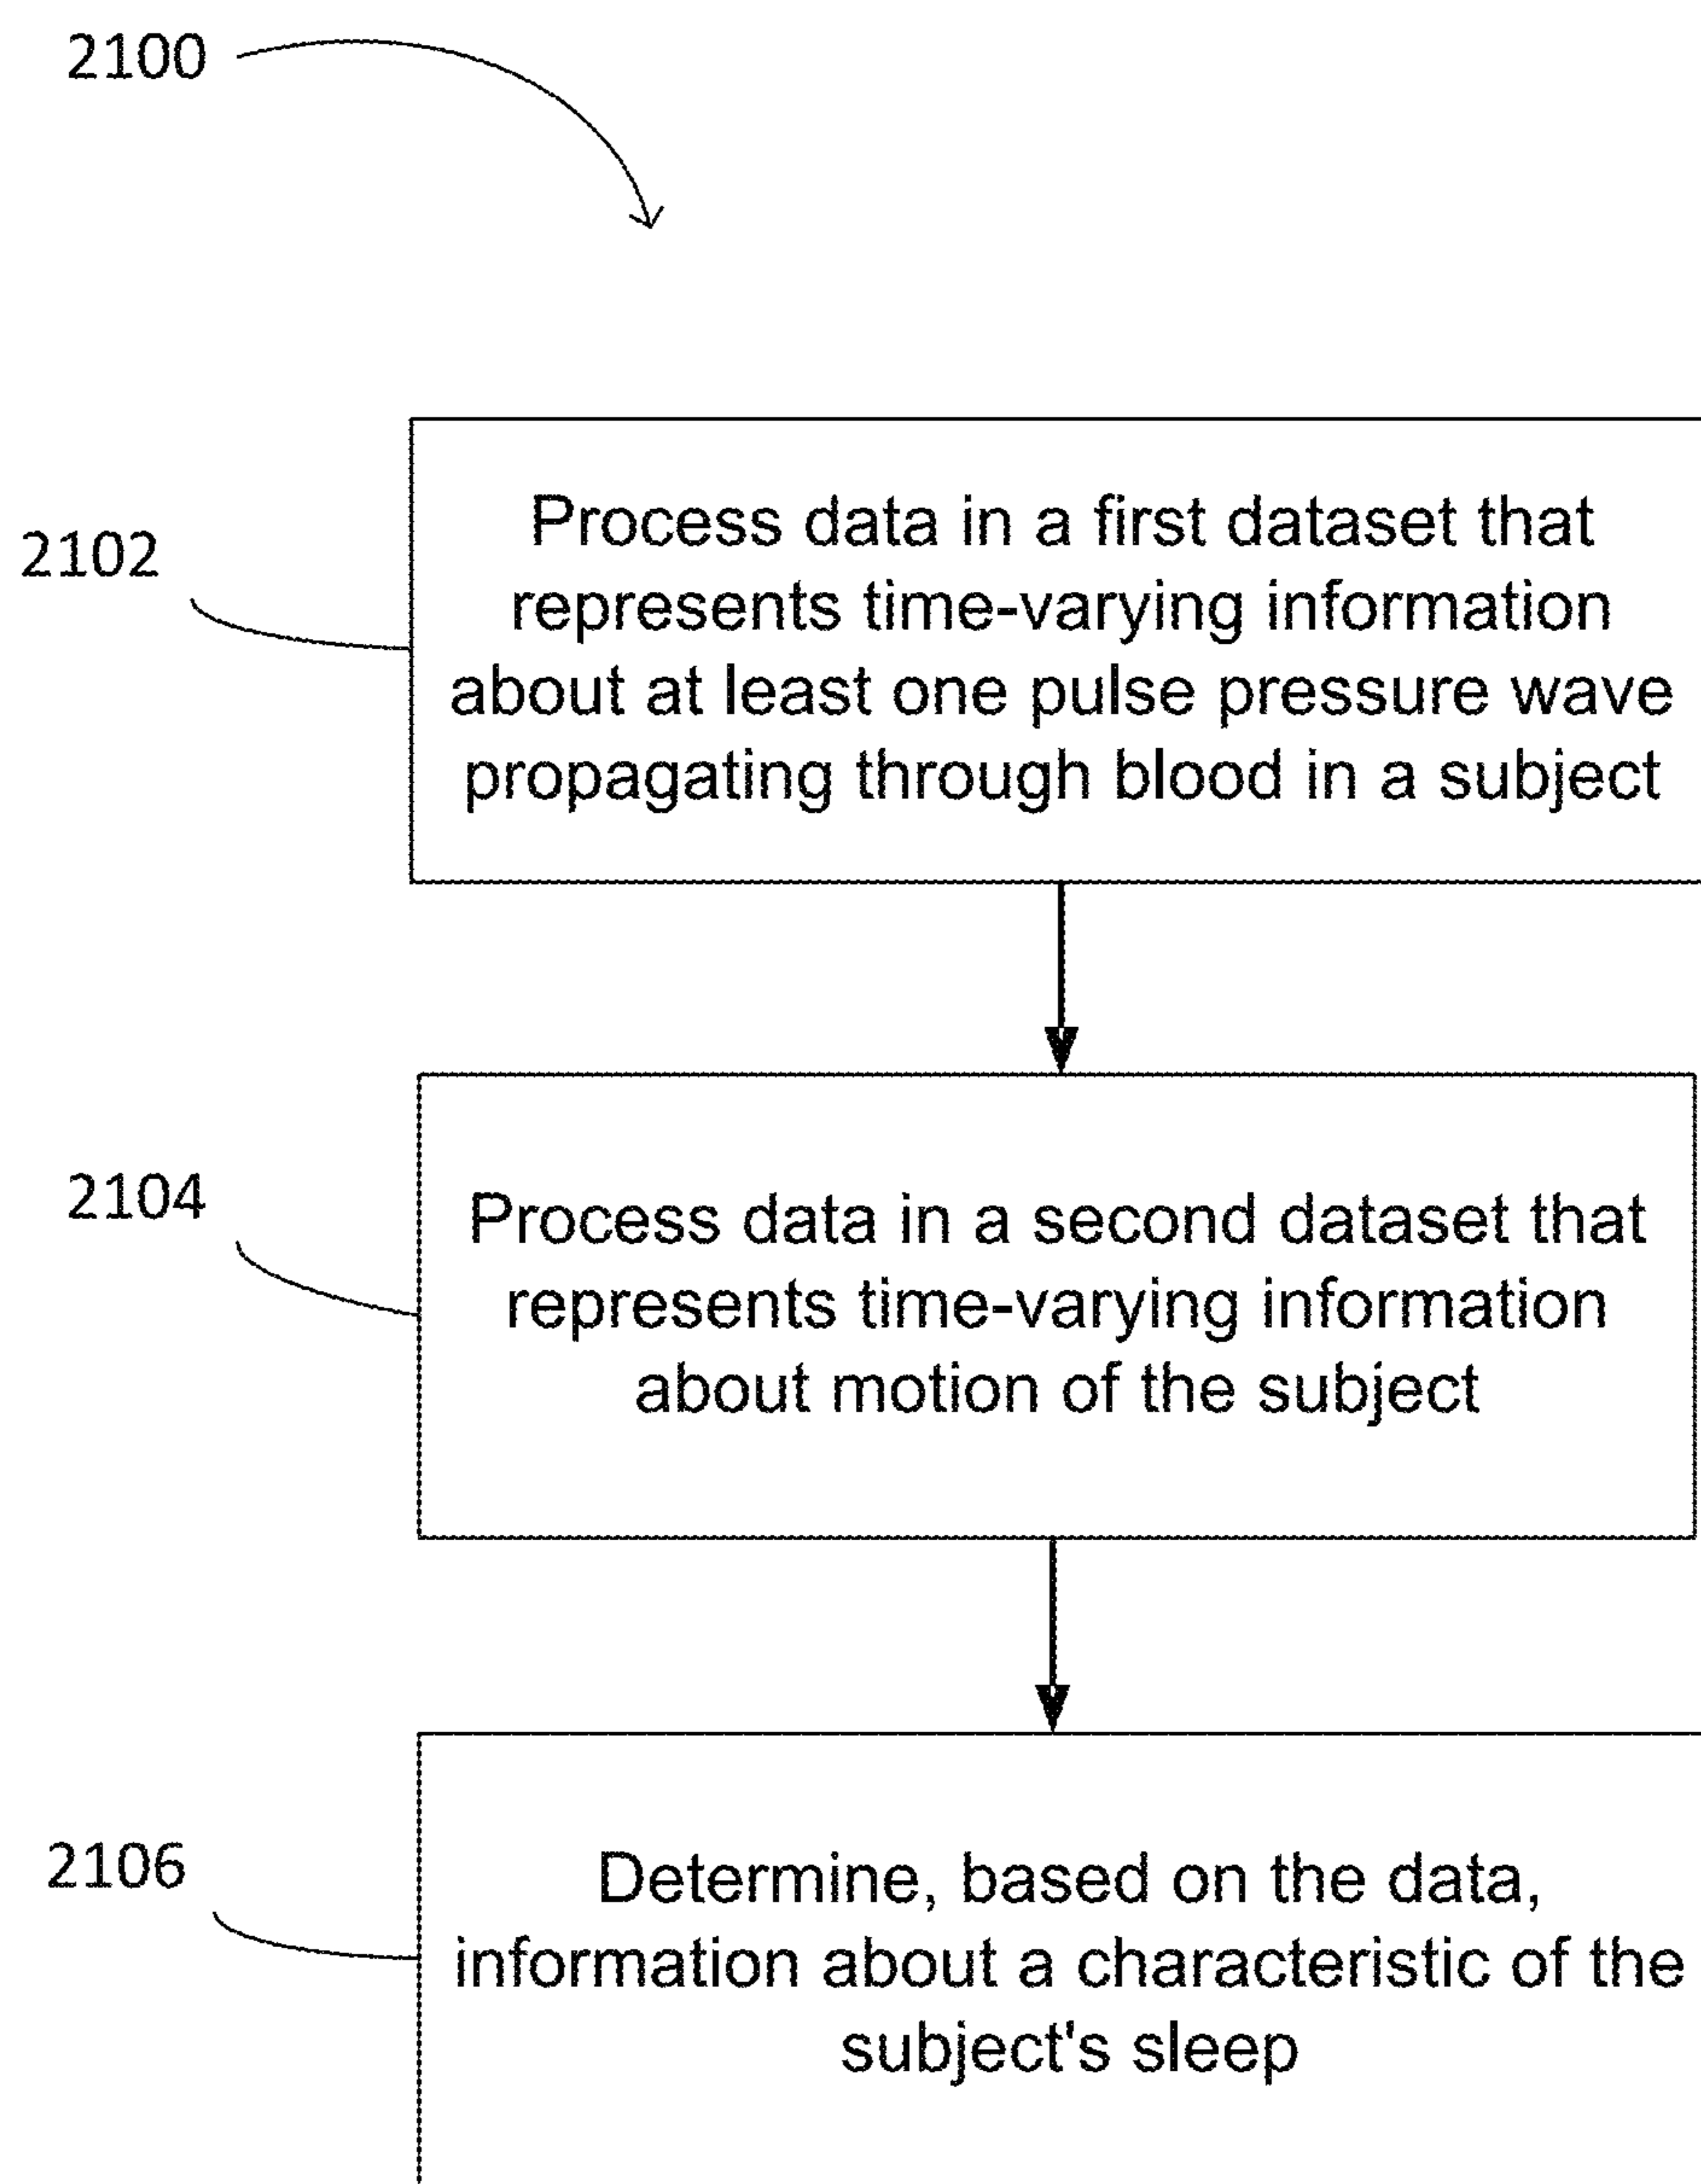 2100
2102
Process data in a first dataset that
represents time-varying information
about at least one pulse pressure wave
propagating through blood in a subject
2104
Process data in a second dataset that
represents time-varying information
about motion of the subject
2106
Determine, based on the data,
information about a characteristic of the
subject's sleep